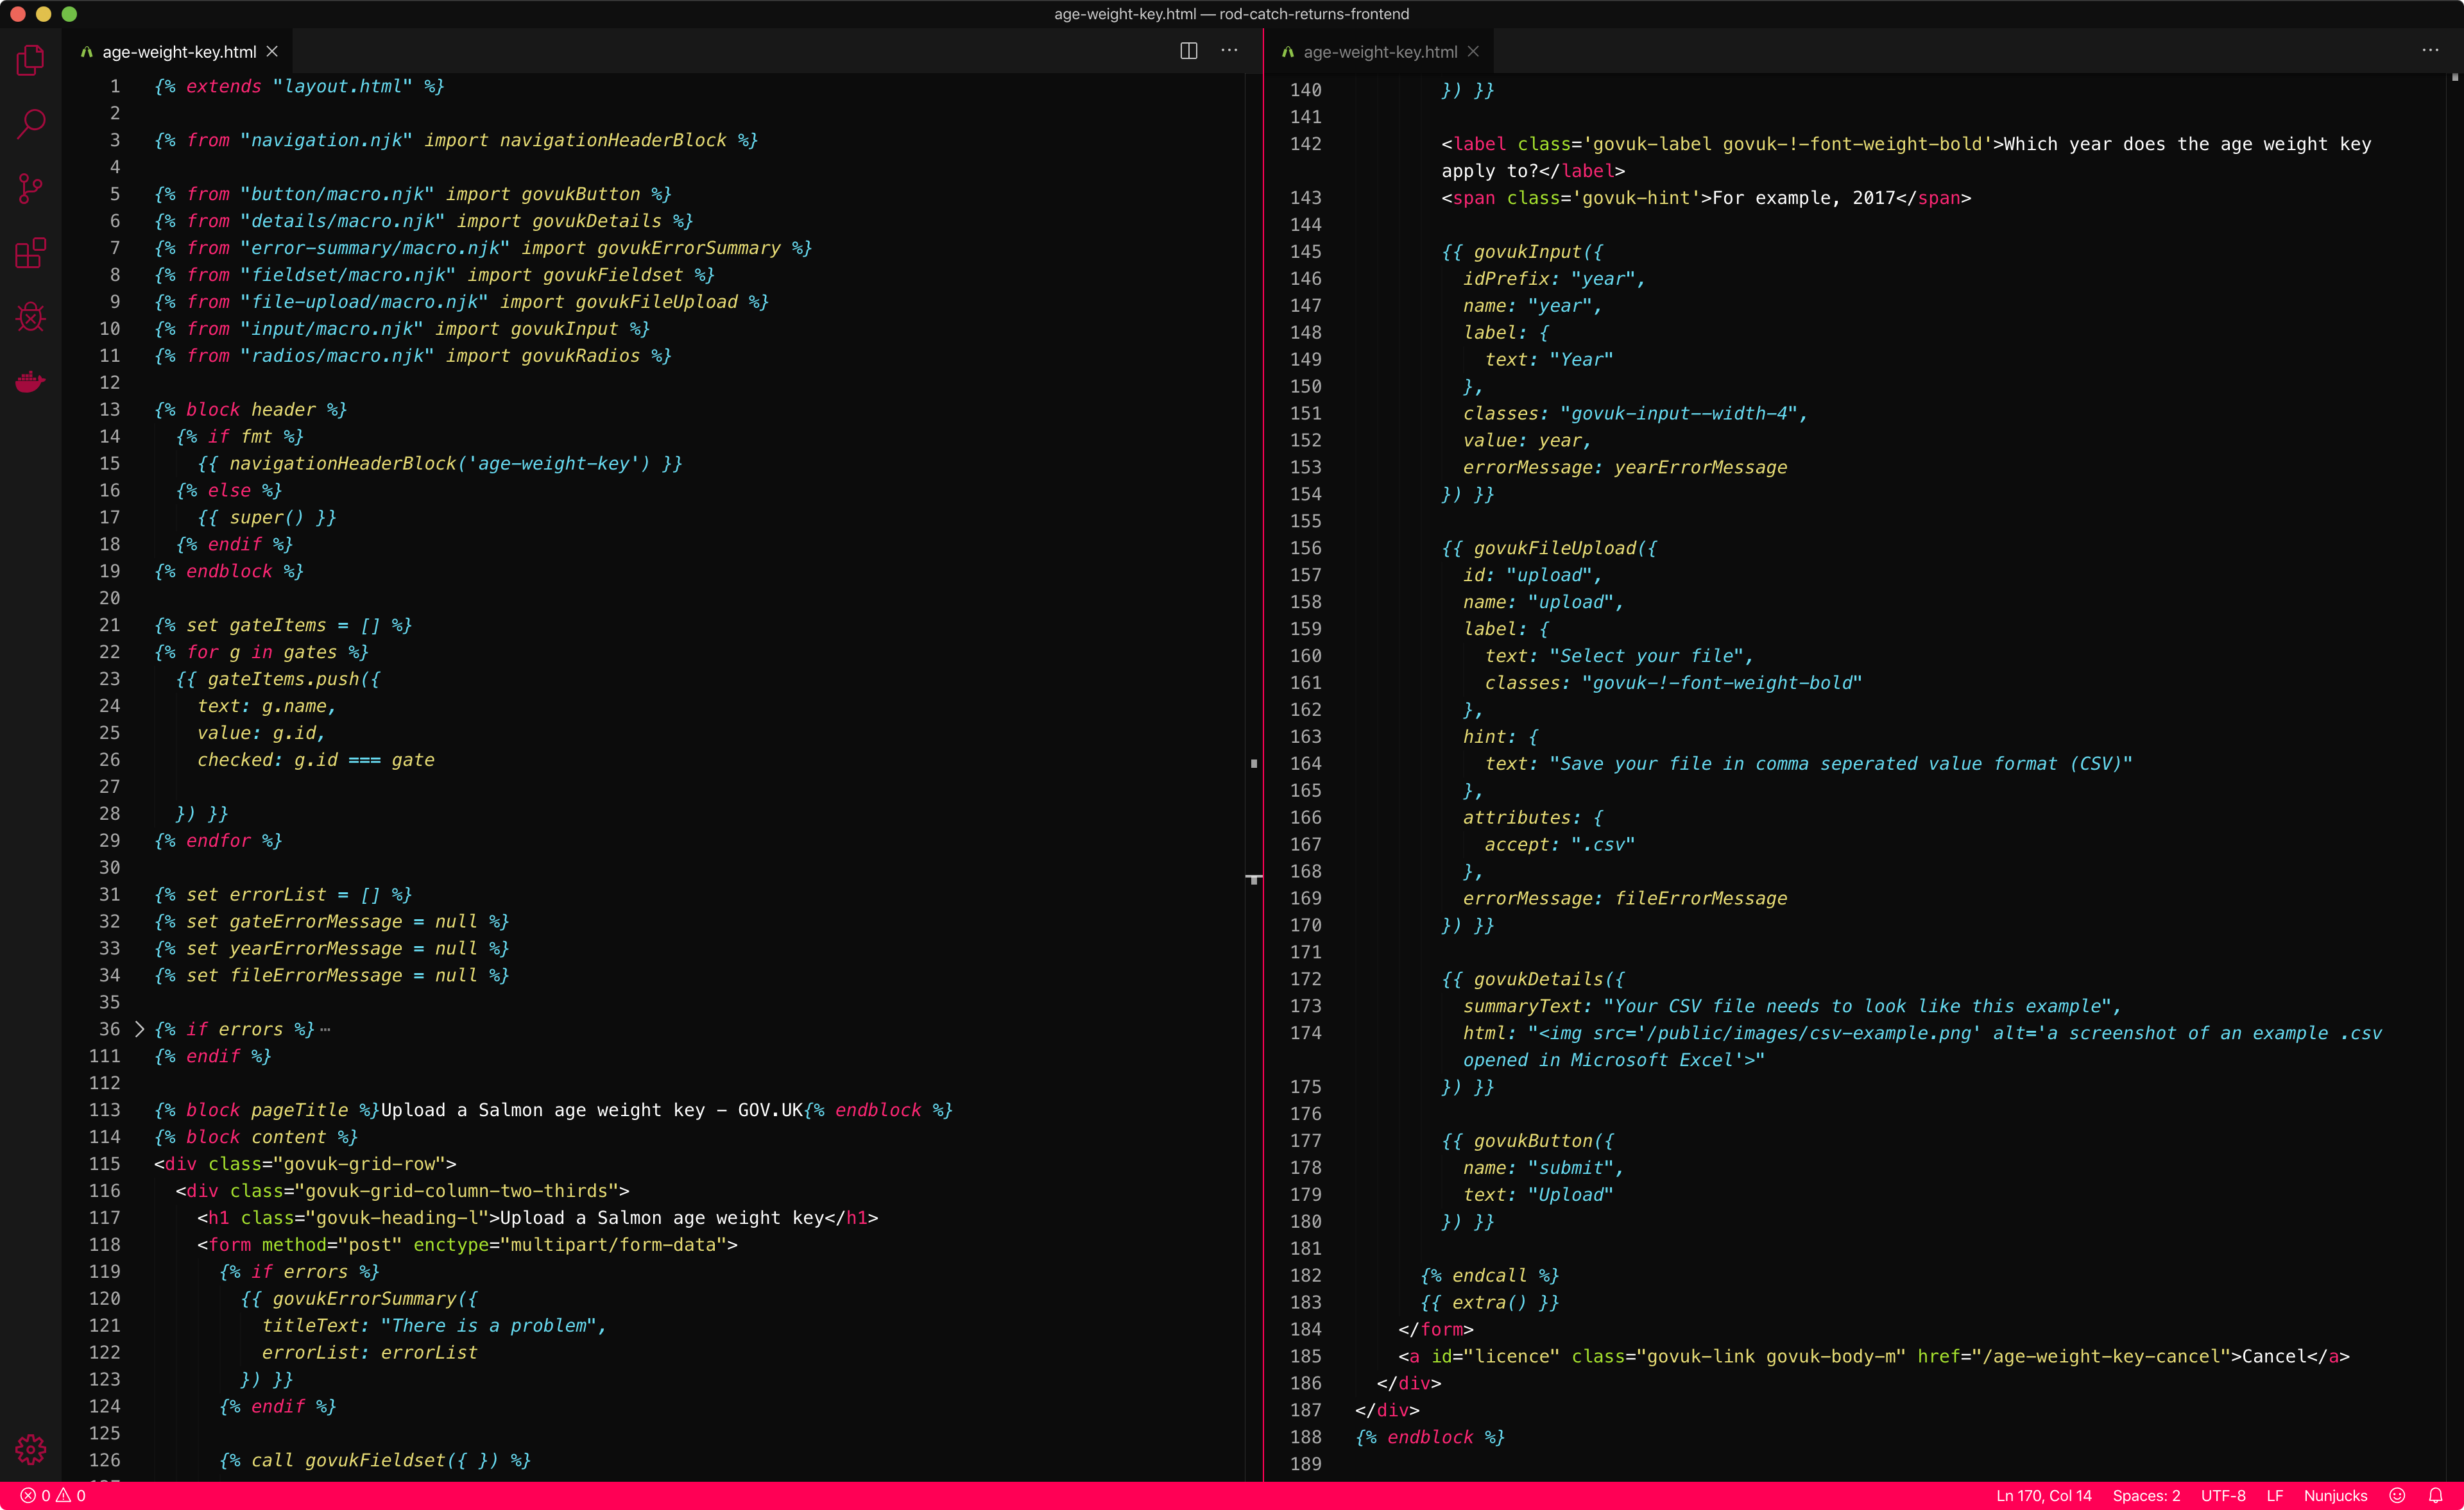 age-weight-key.html — rod-catch-returns-frontend
age-weight-key.html
1 {% extends "layout.html" %}
2
3 {% from "navigation.njk" import navigationHeaderBlock %}
4
5 {% from "button/macro.njk" import govukButton %}
6 {% from "details/macro.njk" import govukDetails %}
7 {% from "error-summary/macro.njk" import govukErrorSummary %}
8 {% from "fieldset/macro.njk" import govukFieldset %}
9 {% from "file-upload/macro.njk" import govukFileUpload %}
10 {% from "input/macro.njk" import govukInput %}
11 {% from "radios/macro.njk" import govukRadios %}
12
13 {% block header %}
14 {% if fmt %}
15 {{ navigationHeaderBlock('age-weight-key') }}
16 {% else %}
17 {{ super() }}
18 {% endif %}
19 {% endblock %}
20
21 {% set gateItems = [] %}
22 {% for g in gates %}
23 {{ gateItems.push({
24 text: g.name,
25 value: g.id,
26 checked: g.id === gate
27
28 }) }}
29 {% endfor %}
30
31 {% set errorList = [] %}
32 {% set gateErrorMessage = null %}
33 {% set yearErrorMessage = null %}
34 {% set fileErrorMessage = null %}
35
36 {% if errors %}⋯
111 {% endif %}
112
113 {% block pageTitle %}Upload a Salmon age weight key - GOV.UK{% endblock %}
114 {% block content %}
115 <div class="govuk-grid-row">
116 <div class="govuk-grid-column-two-thirds">
117 <h1 class="govuk-heading-l">Upload a Salmon age weight key</h1>
118 <form method="post" enctype="multipart/form-data">
119 {% if errors %}
120 {{ govukErrorSummary({
121 titleText: "There is a problem",
122 errorList: errorList
123 }) }}
124 {% endif %}
125
126 {% call govukFieldset({ }) %}
age-weight-key.html
140 }) }}
141
142 <label class='govuk-label govuk-!-font-weight-bold'>Which year does the age weight key
apply to?</label>
143 <span class='govuk-hint'>For example, 2017</span>
144
145 {{ govukInput({
146 idPrefix: "year",
147 name: "year",
148 label: {
149 text: "Year"
150 },
151 classes: "govuk-input--width-4",
152 value: year,
153 errorMessage: yearErrorMessage
154 }) }}
155
156 {{ govukFileUpload({
157 id: "upload",
158 name: "upload",
159 label: {
160 text: "Select your file",
161 classes: "govuk-!-font-weight-bold"
162 },
163 hint: {
164 text: "Save your file in comma seperated value format (CSV)"
165 },
166 attributes: {
167 accept: ".csv"
168 },
169 errorMessage: fileErrorMessage
170 }) }}
171
172 {{ govukDetails({
173 summaryText: "Your CSV file needs to look like this example",
174 html: "<img src='/public/images/csv-example.png' alt='a screenshot of an example .csv
opened in Microsoft Excel'>"
175 }) }}
176
177 {{ govukButton({
178 name: "submit",
179 text: "Upload"
180 }) }}
181
182 {% endcall %}
183 {{ extra() }}
184 </form>
185 <a id="licence" class="govuk-link govuk-body-m" href="/age-weight-key-cancel">Cancel</a>
186 </div>
187 </div>
188 {% endblock %}
189
0 0
Ln 170, Col 14 Spaces: 2 UTF-8 LF Nunjucks